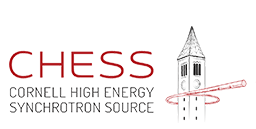 CHESS
CORNELL HIGH ENERGY
SYNCHROTRON SOURCE